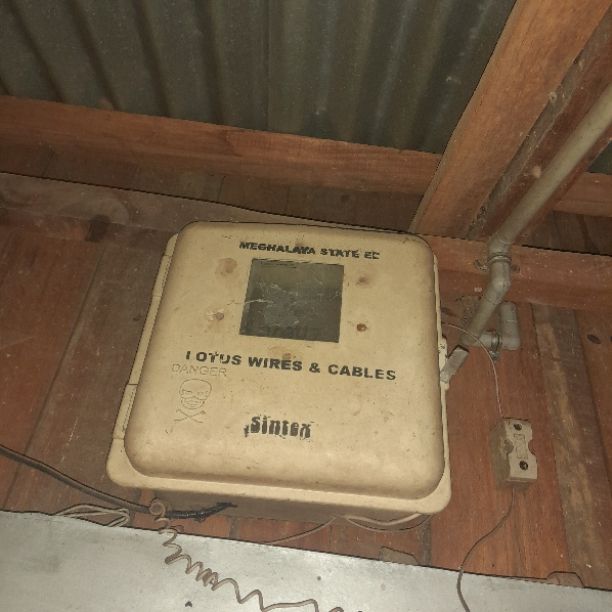 MEGHALAYA STATE EC
LOTUS WIRES & CABLES
DANGER
Sintex